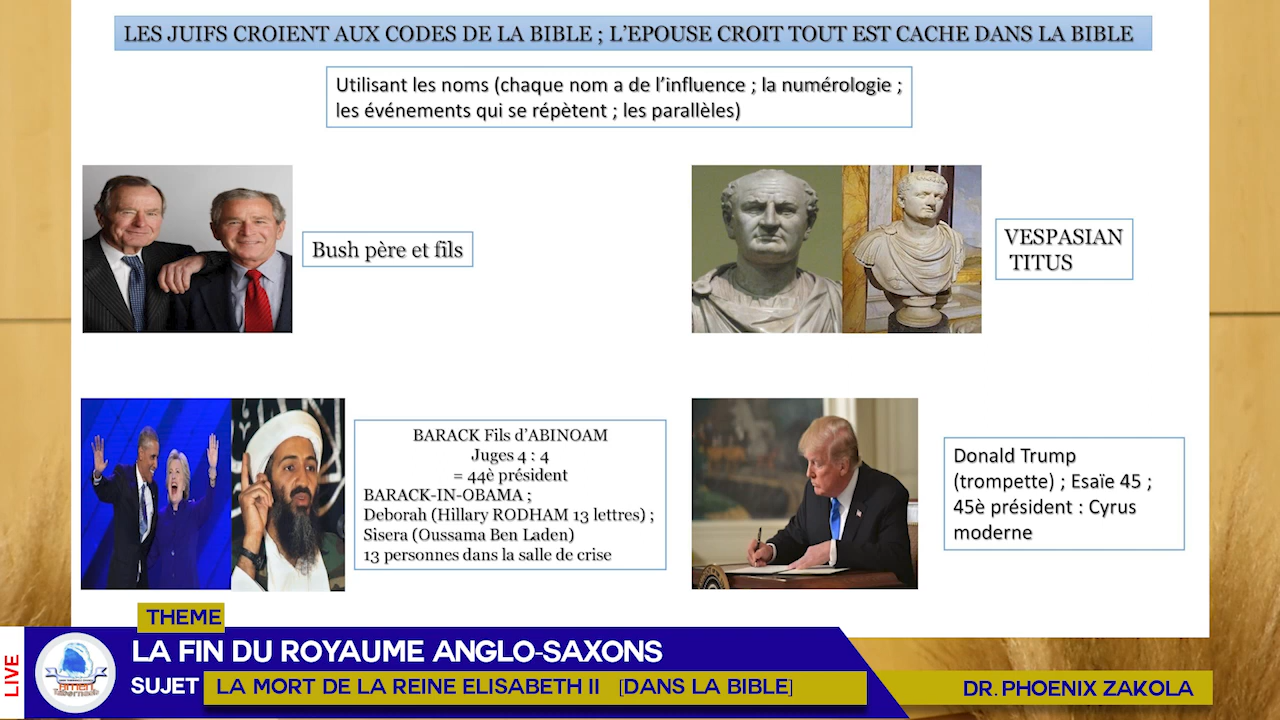 LES JUIFS CROIENT AUX CODES DE LA BIBLE ; L'EPOUSE CROIT TOUT EST CACHE DANS LA BIBLE
Utilisant les noms (chaque nom a de l'influence ; la numérologie ;
les événements qui se répètent ; les parallèles)
Bush père et fils
VESPASIAN
TITUS
BARACK Fils d'ABINOAM
Juges 4 : 4
= 44è président
BARACK-IN-OBAMA ;
Deborah (Hillary RODHAM 13 lettres) ;
Sisera (Oussama Ben Laden)
13 personnes dans la salle de crise
Donald Trump
(trompette) ; Esaïe 45 ;
45è président : Cyrus
moderne
THEME
LA FIN DU ROYAUME ANGLO-SAXONS
LIVE
SUJET
LA MORT DE LA REINE ELISABETH II [DANS LA BIBLE]
DR. PHOENIX ZAKOLA